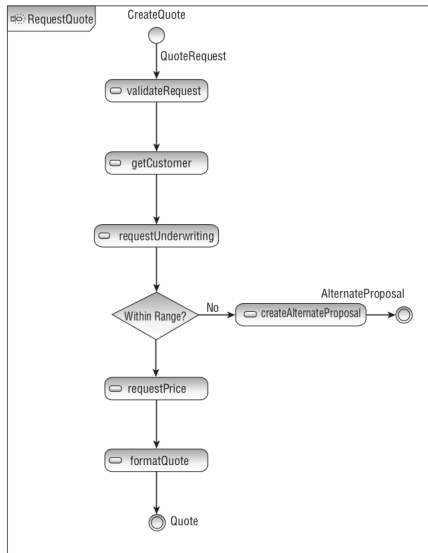 RequestQuote
CreateQuote
QuoteRequest
validateRequest
getCustomer
requestUnderwriting
Within Range?
No
createAlternateProposal
AlternateProposal
requestPrice
formatQuote
Quote